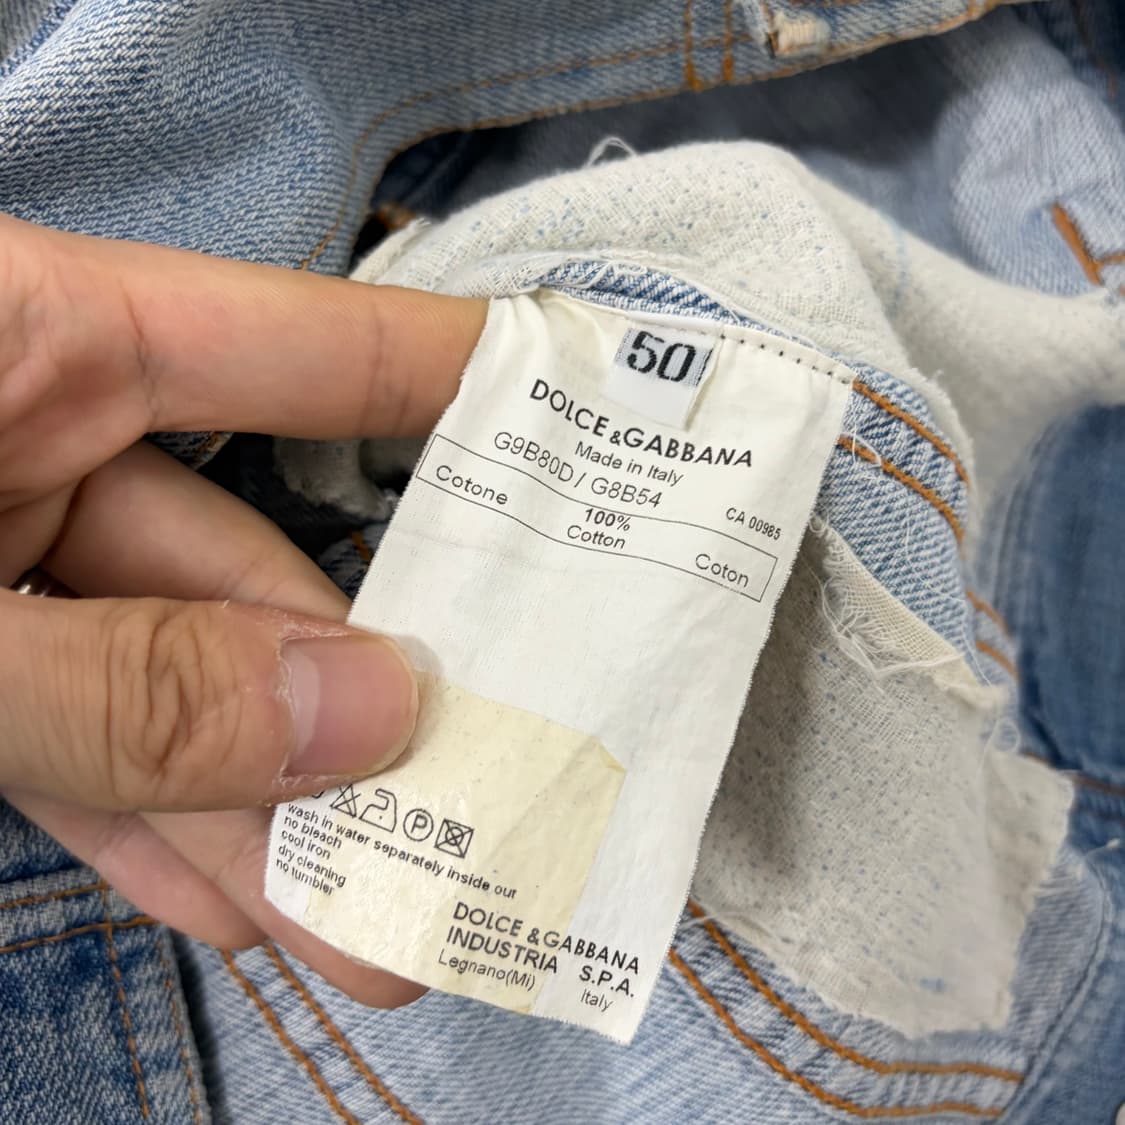 50
DOLCE &GABBANA
Made in Italy
G9B80D/ G8B54
CA 00985
Cotone 100% Coton
Cotton
P
wash in water separately inside out
no bleach
cool iron
dry cleaning
no tumbler
DOLCE &GABBANA
INDUSTRIA S.P.A.
Legnano(Mi) Italy